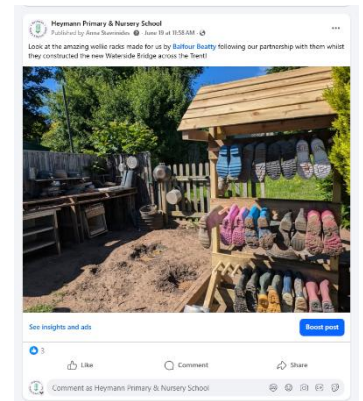 Heymann Primary & Nursery School
Published by Anna Stavrinides · June 19 at 11:58 AM ·
Look at the amazing wellie racks made for us by Balfour Beatty following our partnership with them whilst
they constructed the new Waterside Bridge across the Trent!
See insights and ads
Boost post
3
Like
Comment
Share
Comment as Heymann Primary & Nursery School